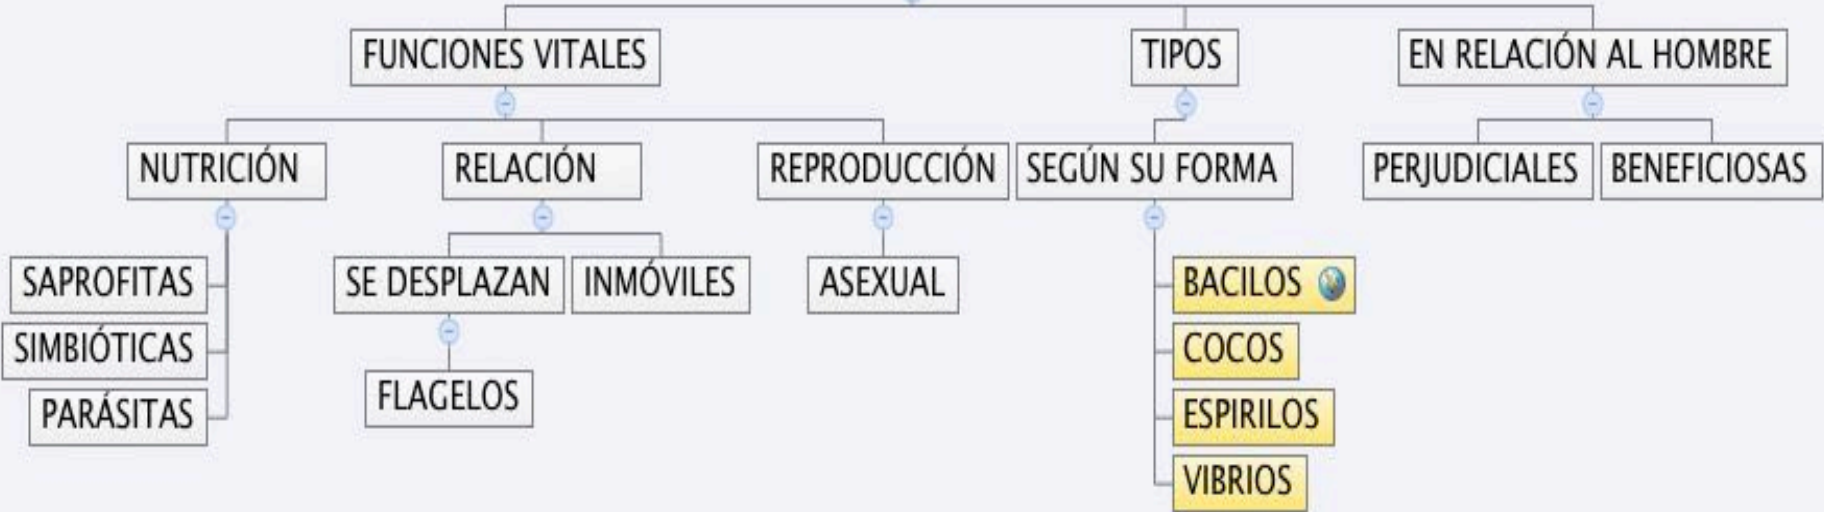 FUNCIONES VITALES
TIPOS
EN RELACIÓN AL HOMBRE
NUTRICIÓN
RELACIÓN
REPRODUCCIÓN
SEGÚN SU FORMA
PERJUDICIALES
BENEFICIOSAS
SAPROFITAS
SIMBIÓTICAS
PARÁSITAS
SE DESPLAZAN
INMÓVILES
FLAGELOS
ASEXUAL
BACILOS
COCOS
ESPIRILOS
VIBRIOS